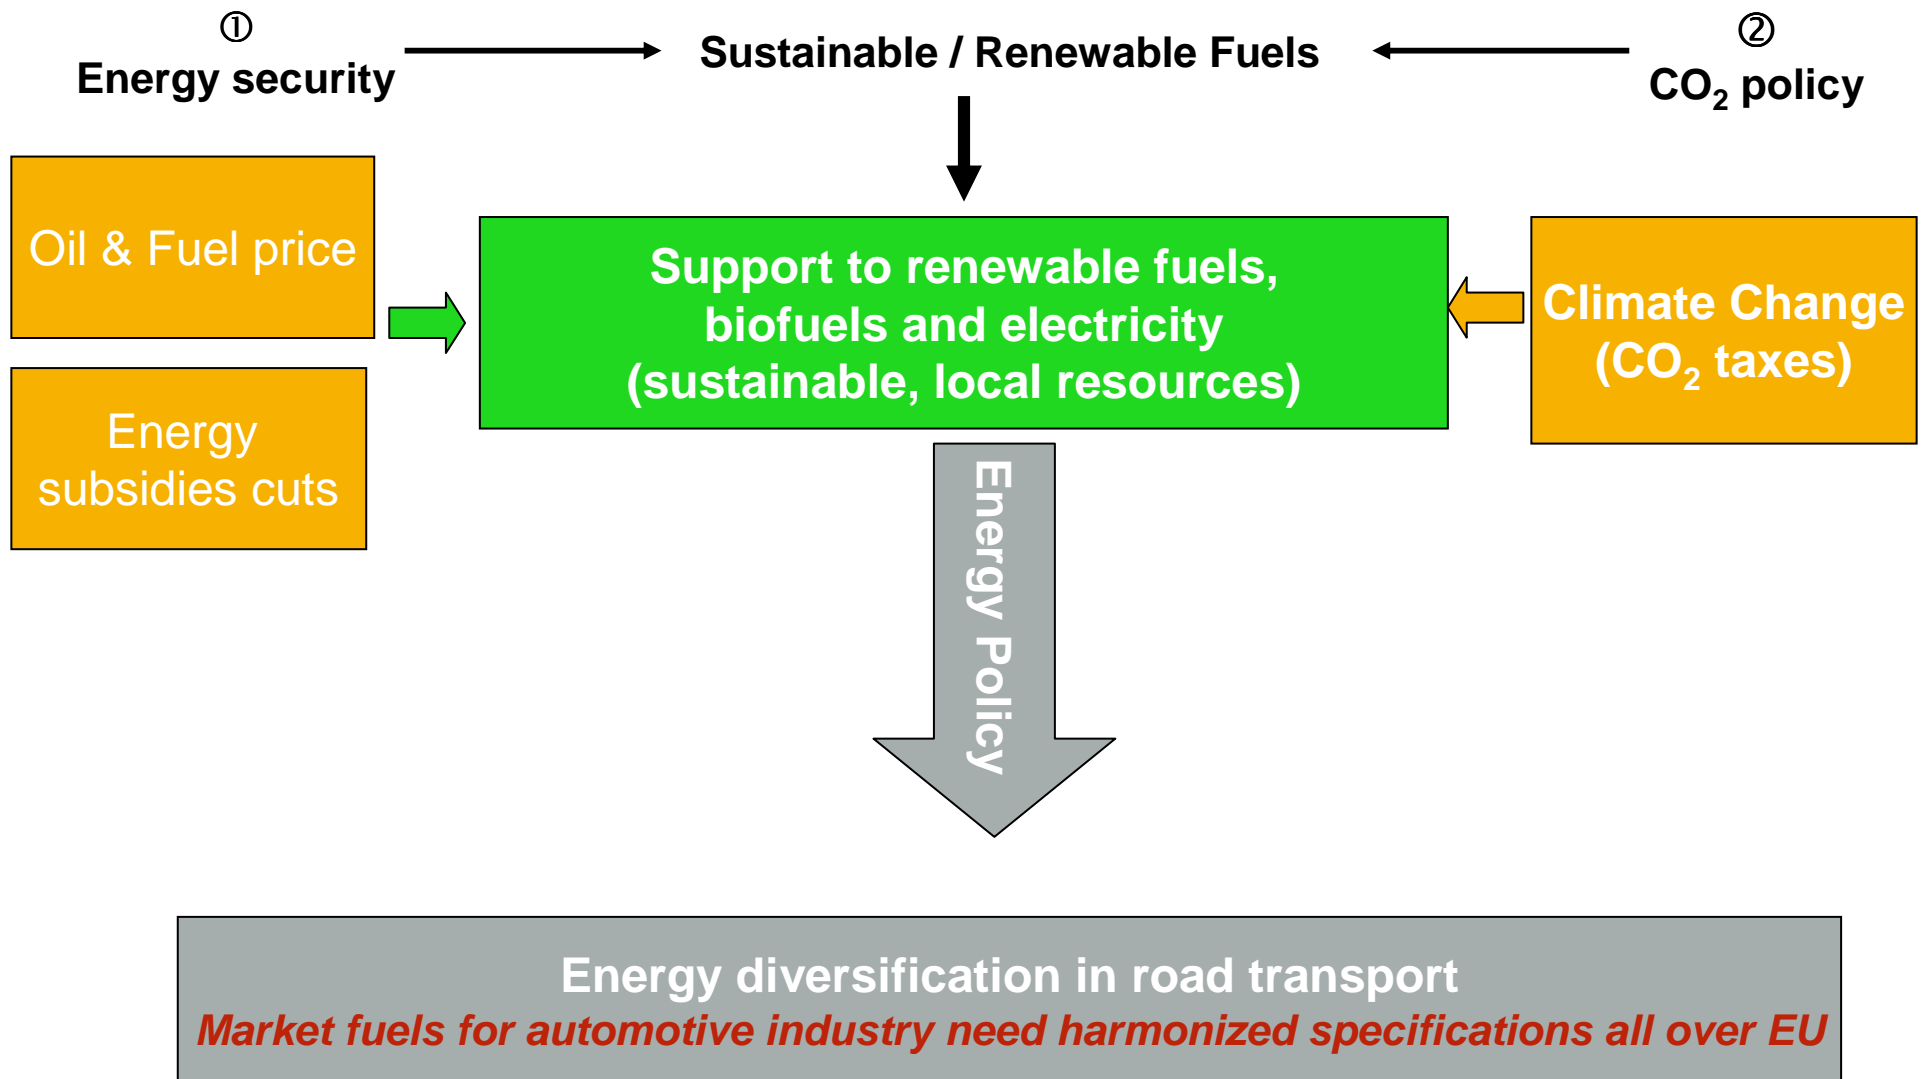 ①
Energy security
Sustainable / Renewable Fuels
②
CO₂ policy
Oil & Fuel price
Energy
subsidies cuts
Support to renewable fuels,
biofuels and electricity
(sustainable, local resources)
Climate Change
(CO₂ taxes)
Energy Policy
Energy diversification in road transport
Market fuels for automotive industry need harmonized specifications all over EU